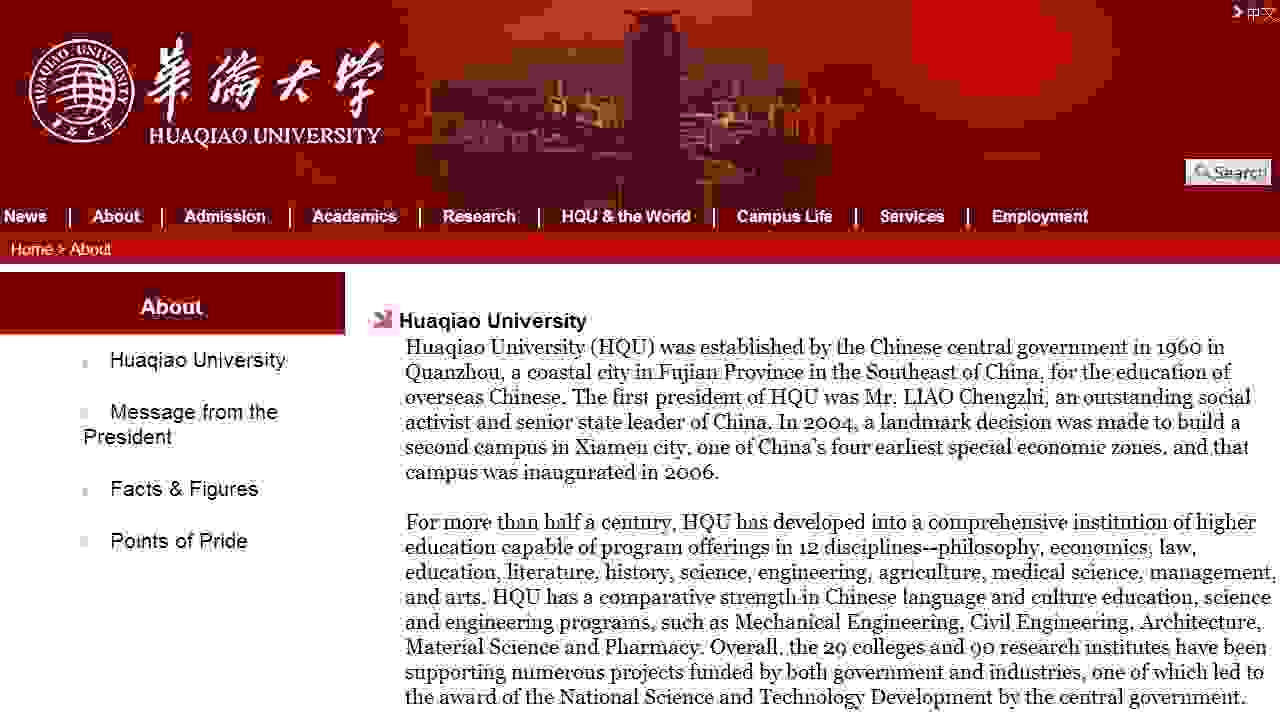 中文
華僑大学
HUAQIAO UNIVERSITY
HUAQIAO UNIVERSITY
Search
News | About | Admission | Academics | Research | HQU & the World | Campus Life | Services | Employment
Home > About
About
Huaqiao University
Message from the
President
Facts & Figures
Points of Pride
Huaqiao University
Huaqiao University (HQU) was established by the Chinese central government in 1960 in
Quanzhou, a coastal city in Fujian Province in the Southeast of China, for the education of
overseas Chinese. The first president of HQU was Mr. LIAO Chengzhi, an outstanding social
activist and senior state leader of China. In 2004, a landmark decision was made to build a
second campus in Xiamen city, one of China's four earliest special economic zones, and that
campus was inaugurated in 2006.
For more than half a century, HQU has developed into a comprehensive institution of higher
education capable of program offerings in 12 disciplines--philosophy, economics, law,
education, literature, history, science, engineering, agriculture, medical science, management,
and arts. HQU has a comparative strength in Chinese language and culture education, science
and engineering programs, such as Mechanical Engineering, Civil Engineering, Architecture,
Material Science and Pharmacy. Overall, the 29 colleges and 90 research institutes have been
supporting numerous projects funded by both government and industries, one of which led to
the award of the National Science and Technology Development by the central government.